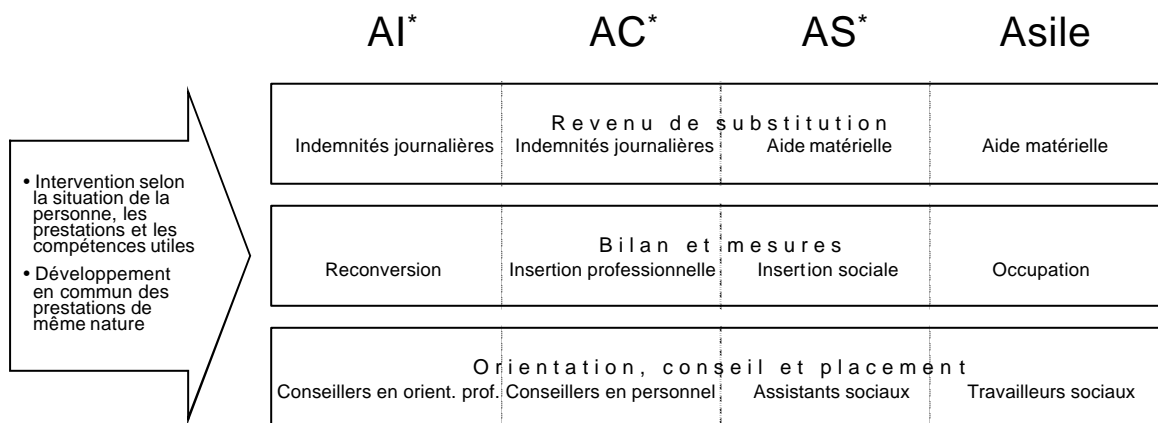 AI* AC* AS* Asile
• Intervention selon
la situation de la
personne, les
prestations et les
compétences utiles
• Développement
en commun des
prestations de
même nature
Revenu de substitution
Indemnités journalières Indemnités journalières Aide matérielle Aide matérielle
Bilan et mesures
Reconversion Insertion professionnelle Insertion sociale Occupation
Orientation, conseil et placement
Conseillers en orient. prof. Conseillers en personnel Assistants sociaux Travailleurs sociaux